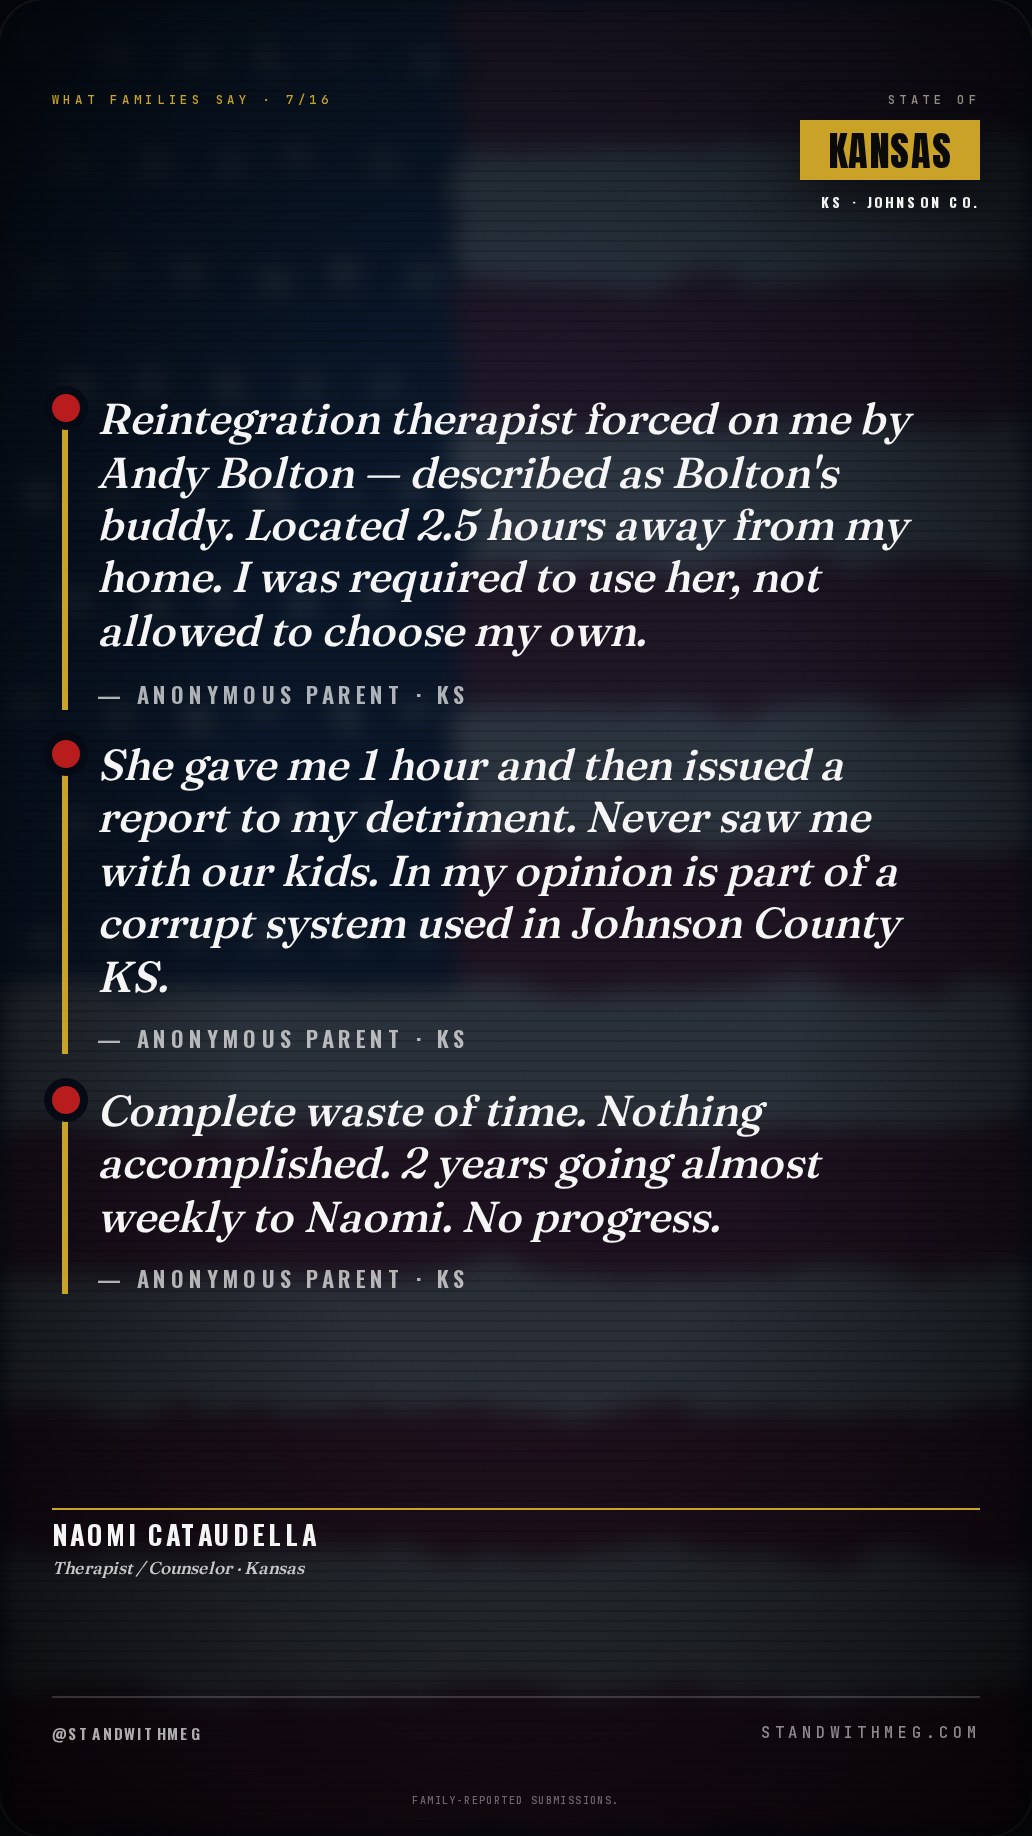 WHAT FAMILIES SAY · 7/16
STATE OF
KANSAS
KS · JOHNSON CO.
Reintegration therapist forced on me by
Andy Bolton — described as Bolton's
buddy. Located 2.5 hours away from my
home. I was required to use her, not
allowed to choose my own.
— ANONYMOUS PARENT · KS
She gave me 1 hour and then issued a
report to my detriment. Never saw me
with our kids. In my opinion is part of a
corrupt system used in Johnson County
KS.
— ANONYMOUS PARENT · KS
Complete waste of time. Nothing
accomplished. 2 years going almost
weekly to Naomi. No progress.
— ANONYMOUS PARENT · KS
NAOMI CATAUDELLA
Therapist / Counselor · Kansas
@STANDWITHMEG
STANDWITHMEG.COM
FAMILY-REPORTED SUBMISSIONS.